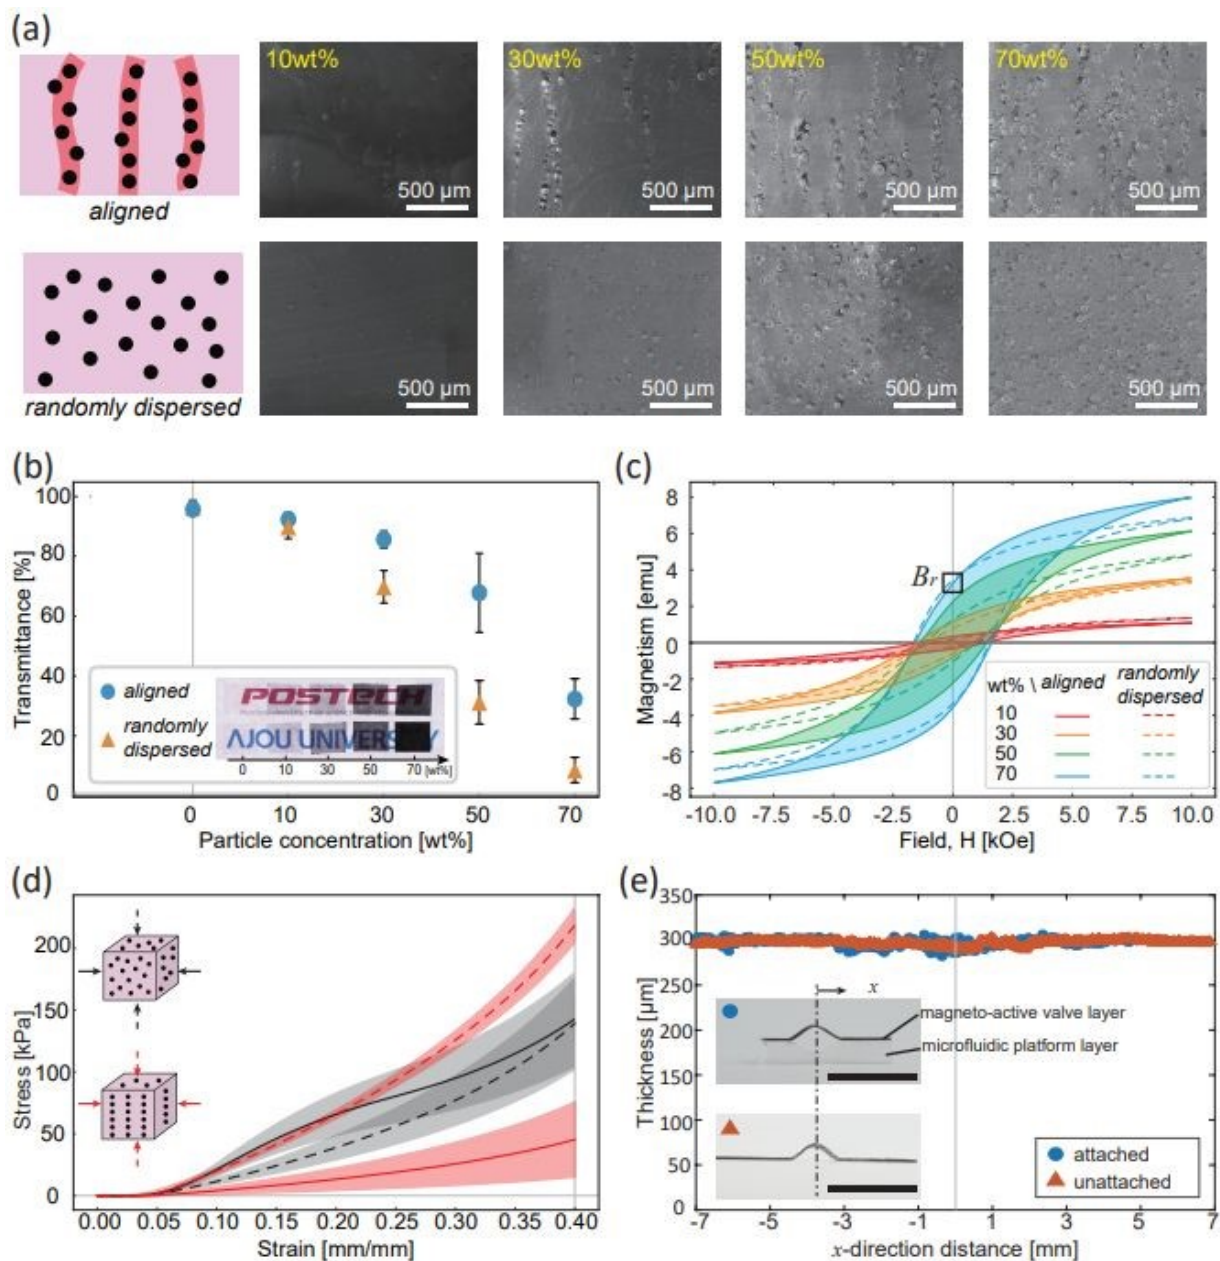 (a)
10wt%
30wt%
50wt%
70wt%
500 µm
500 µm
500 µm
500 µm
aligned
500 µm
500 µm
500 µm
500 µm
randomly dispersed
(b)
Transmittance [%]
100
80
60
40
20
0
aligned
randomly
dispersed
POSTECH
AJOU UNIVERSITY
0 10 30 50 70 [wt%]
0 10 30 50 70
Particle concentration [wt%]
(c)
Magnetism [emu]
8
6
4
2
0
-2
-4
-6
-8
Br
wt% \ aligned randomly
dispersed
10
30
50
70
-10.0 -7.5 -5.0 -2.5 0 2.5 5.0 7.5 10.0
Field, H [kOe]
(d)
Stress [kPa]
200
150
100
50
0
0.00 0.05 0.10 0.15 0.20 0.25 0.30 0.35 0.40
Strain [mm/mm]
(e)
Thickness [µm]
350
300
250
200
150
100
50
0
x
magneto-active valve layer
microfluidic platform layer
attached
unattached
-7 -5 -3 -1 1 3 5 7
x-direction distance [mm]